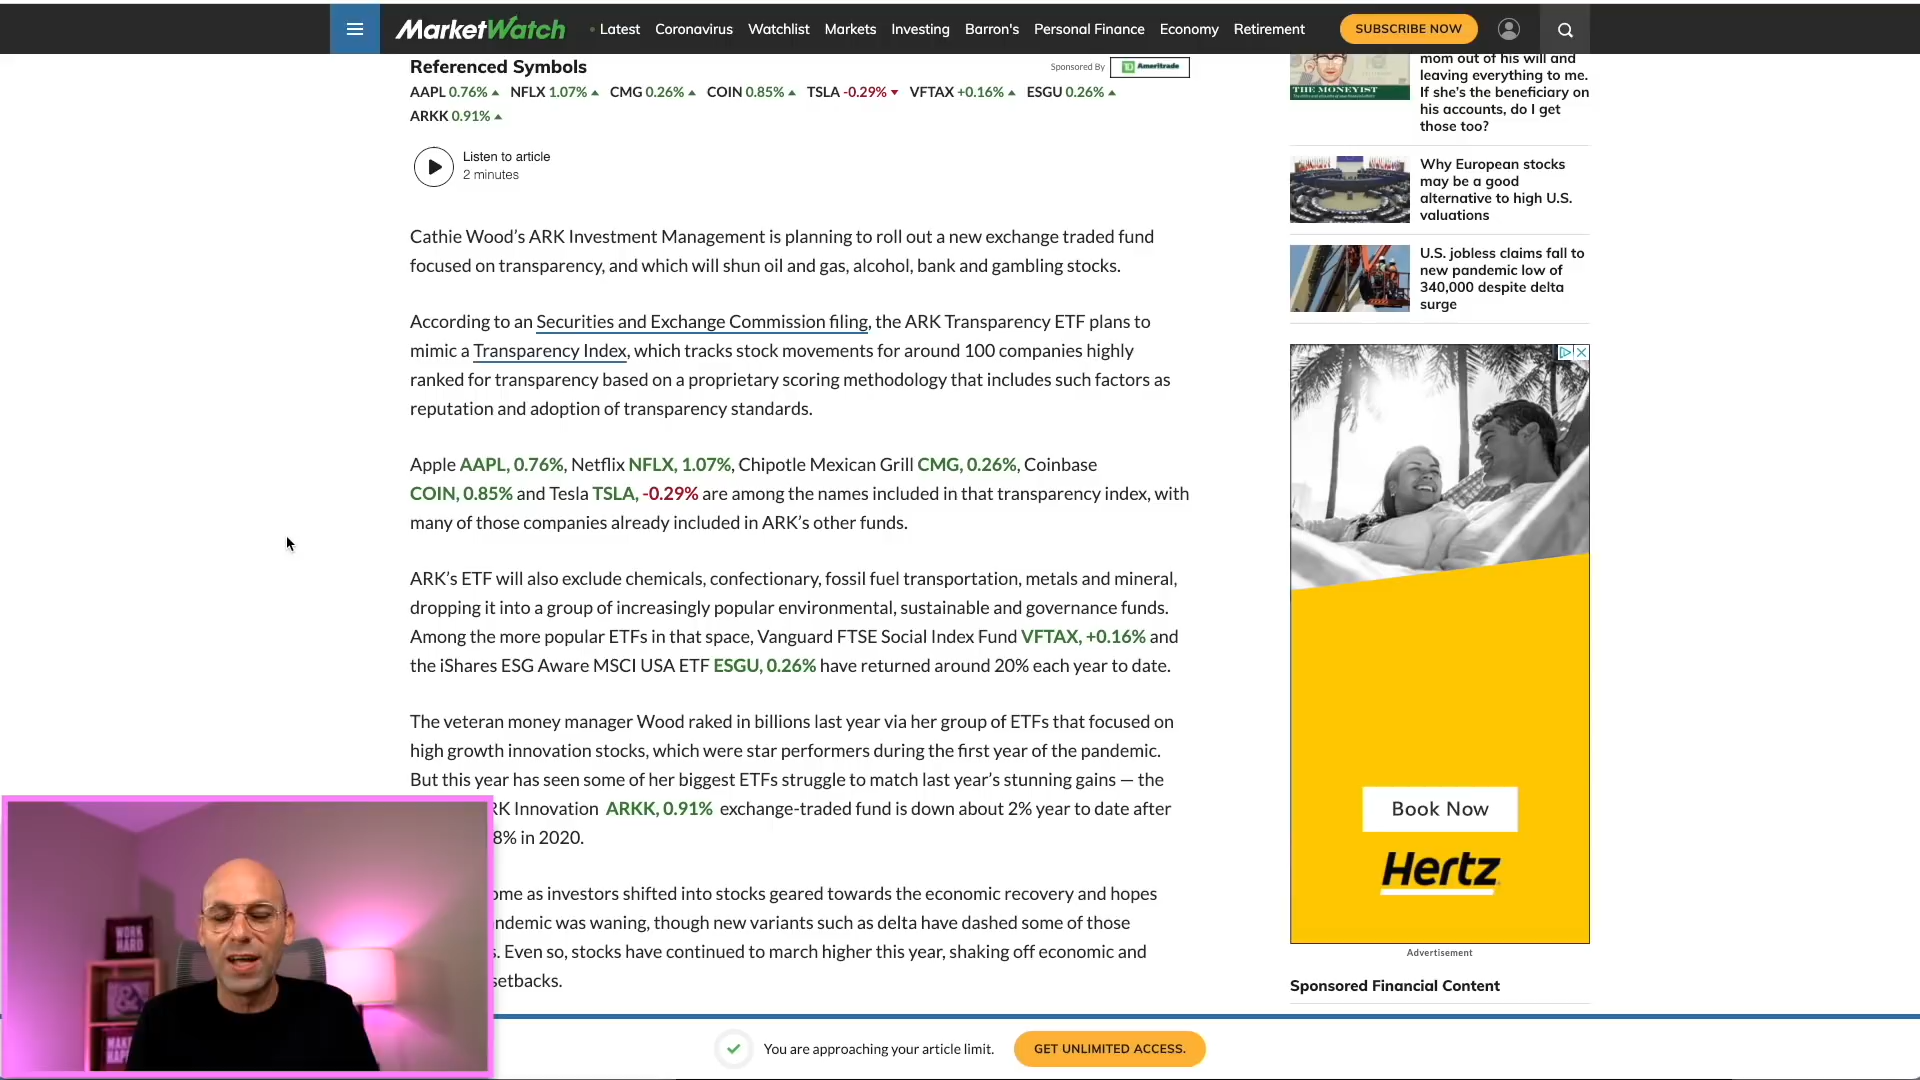 MarketWatch Latest Coronavirus Watchlist Markets Investing Barron's Personal Finance Economy Retirement SUBSCRIBE NOW
Referenced Symbols
Sponsored By Ameritrade
AAPL 0.76% NFLX 1.07% CMG 0.26% COIN 0.85% TSLA -0.29% VFTAX +0.16% ESGU 0.26%
ARKK 0.91%
Listen to article
2 minutes
Cathie Wood’s ARK Investment Management is planning to roll out a new exchange traded fund
focused on transparency, and which will shun oil and gas, alcohol, bank and gambling stocks.
According to an Securities and Exchange Commission filing, the ARK Transparency ETF plans to
mimic a Transparency Index, which tracks stock movements for around 100 companies highly
ranked for transparency based on a proprietary scoring methodology that includes such factors as
reputation and adoption of transparency standards.
Apple AAPL, 0.76%, Netflix NFLX, 1.07%, Chipotle Mexican Grill CMG, 0.26%, Coinbase
COIN, 0.85% and Tesla TSLA, -0.29% are among the names included in that transparency index, with
many of those companies already included in ARK’s other funds.
ARK’s ETF will also exclude chemicals, confectionary, fossil fuel transportation, metals and mineral,
dropping it into a group of increasingly popular environmental, sustainable and governance funds.
Among the more popular ETFs in that space, Vanguard FTSE Social Index Fund VFTAX, +0.16% and
the iShares ESG Aware MSCI USA ETF ESGU, 0.26% have returned around 20% each year to date.
The veteran money manager Wood raked in billions last year via her group of ETFs that focused on
high growth innovation stocks, which were star performers during the first year of the pandemic.
But this year has seen some of her biggest ETFs struggle to match last year’s stunning gains — the
RK Innovation ARKK, 0.91% exchange-traded fund is down about 2% year to date after
8% in 2020.
ome as investors shifted into stocks geared towards the economic recovery and hopes
ndemic was waning, though new variants such as delta have dashed some of those
s. Even so, stocks have continued to march higher this year, shaking off economic and
setbacks.
WORK
HARD
&
MAKE
HAPP
You are approaching your article limit. GET UNLIMITED ACCESS.
THE MONEYIST
mom out of his will and
leaving everything to me.
If she’s the beneficiary on
his accounts, do I get
those too?
Why European stocks
may be a good
alternative to high U.S.
valuations
U.S. jobless claims fall to
new pandemic low of
340,000 despite delta
surge
Book Now
Hertz
Advertisement
Sponsored Financial Content